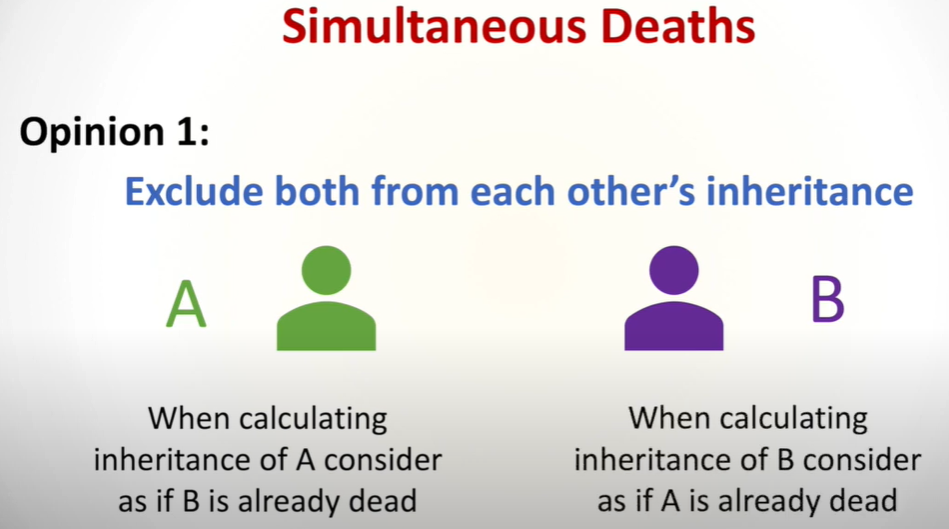 Simultaneous Deaths
Opinion 1:
Exclude both from each other’s inheritance
A
B
When calculating
inheritance of A consider
as if B is already dead
When calculating
inheritance of B consider
as if A is already dead